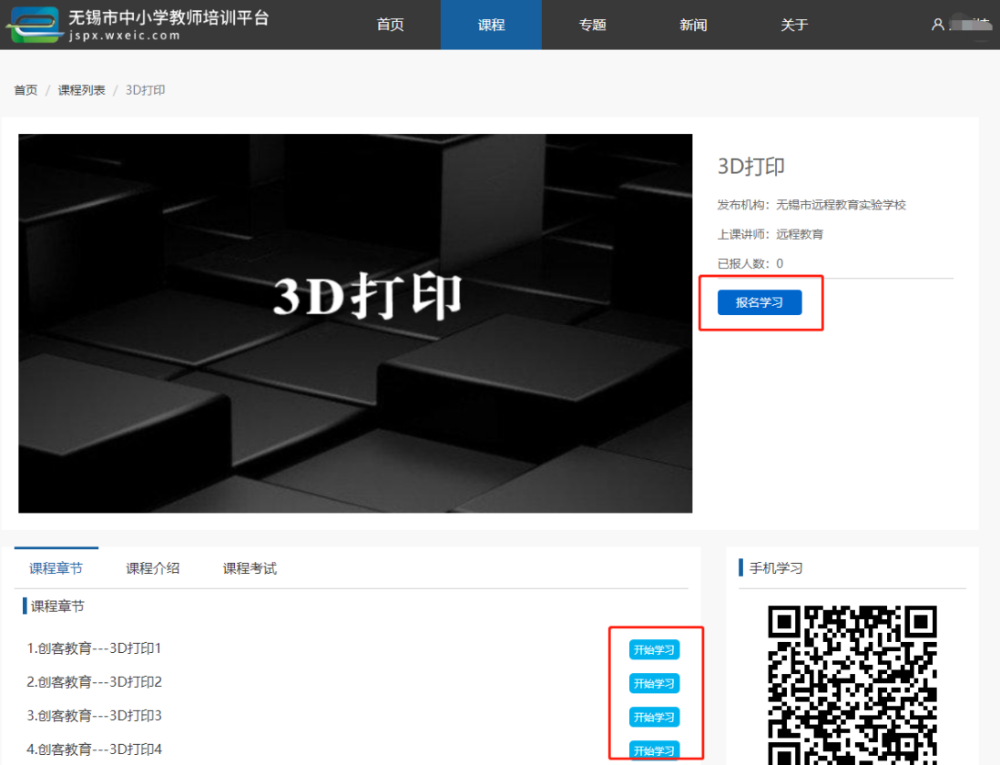 无锡市中小学教师培训平台
jspx.wxeic.com
首页 课程 专题 新闻 关于
首页 / 课程列表 / 3D打印
3D打印
3D打印
发布机构：无锡市远程教育实验学校
上课讲师：远程教育
已报人数：0
报名学习
课程章节 课程介绍 课程考试
手机学习
课程章节
1.创客教育---3D打印1 开始学习
2.创客教育---3D打印2 开始学习
3.创客教育---3D打印3 开始学习
4.创客教育---3D打印4 开始学习